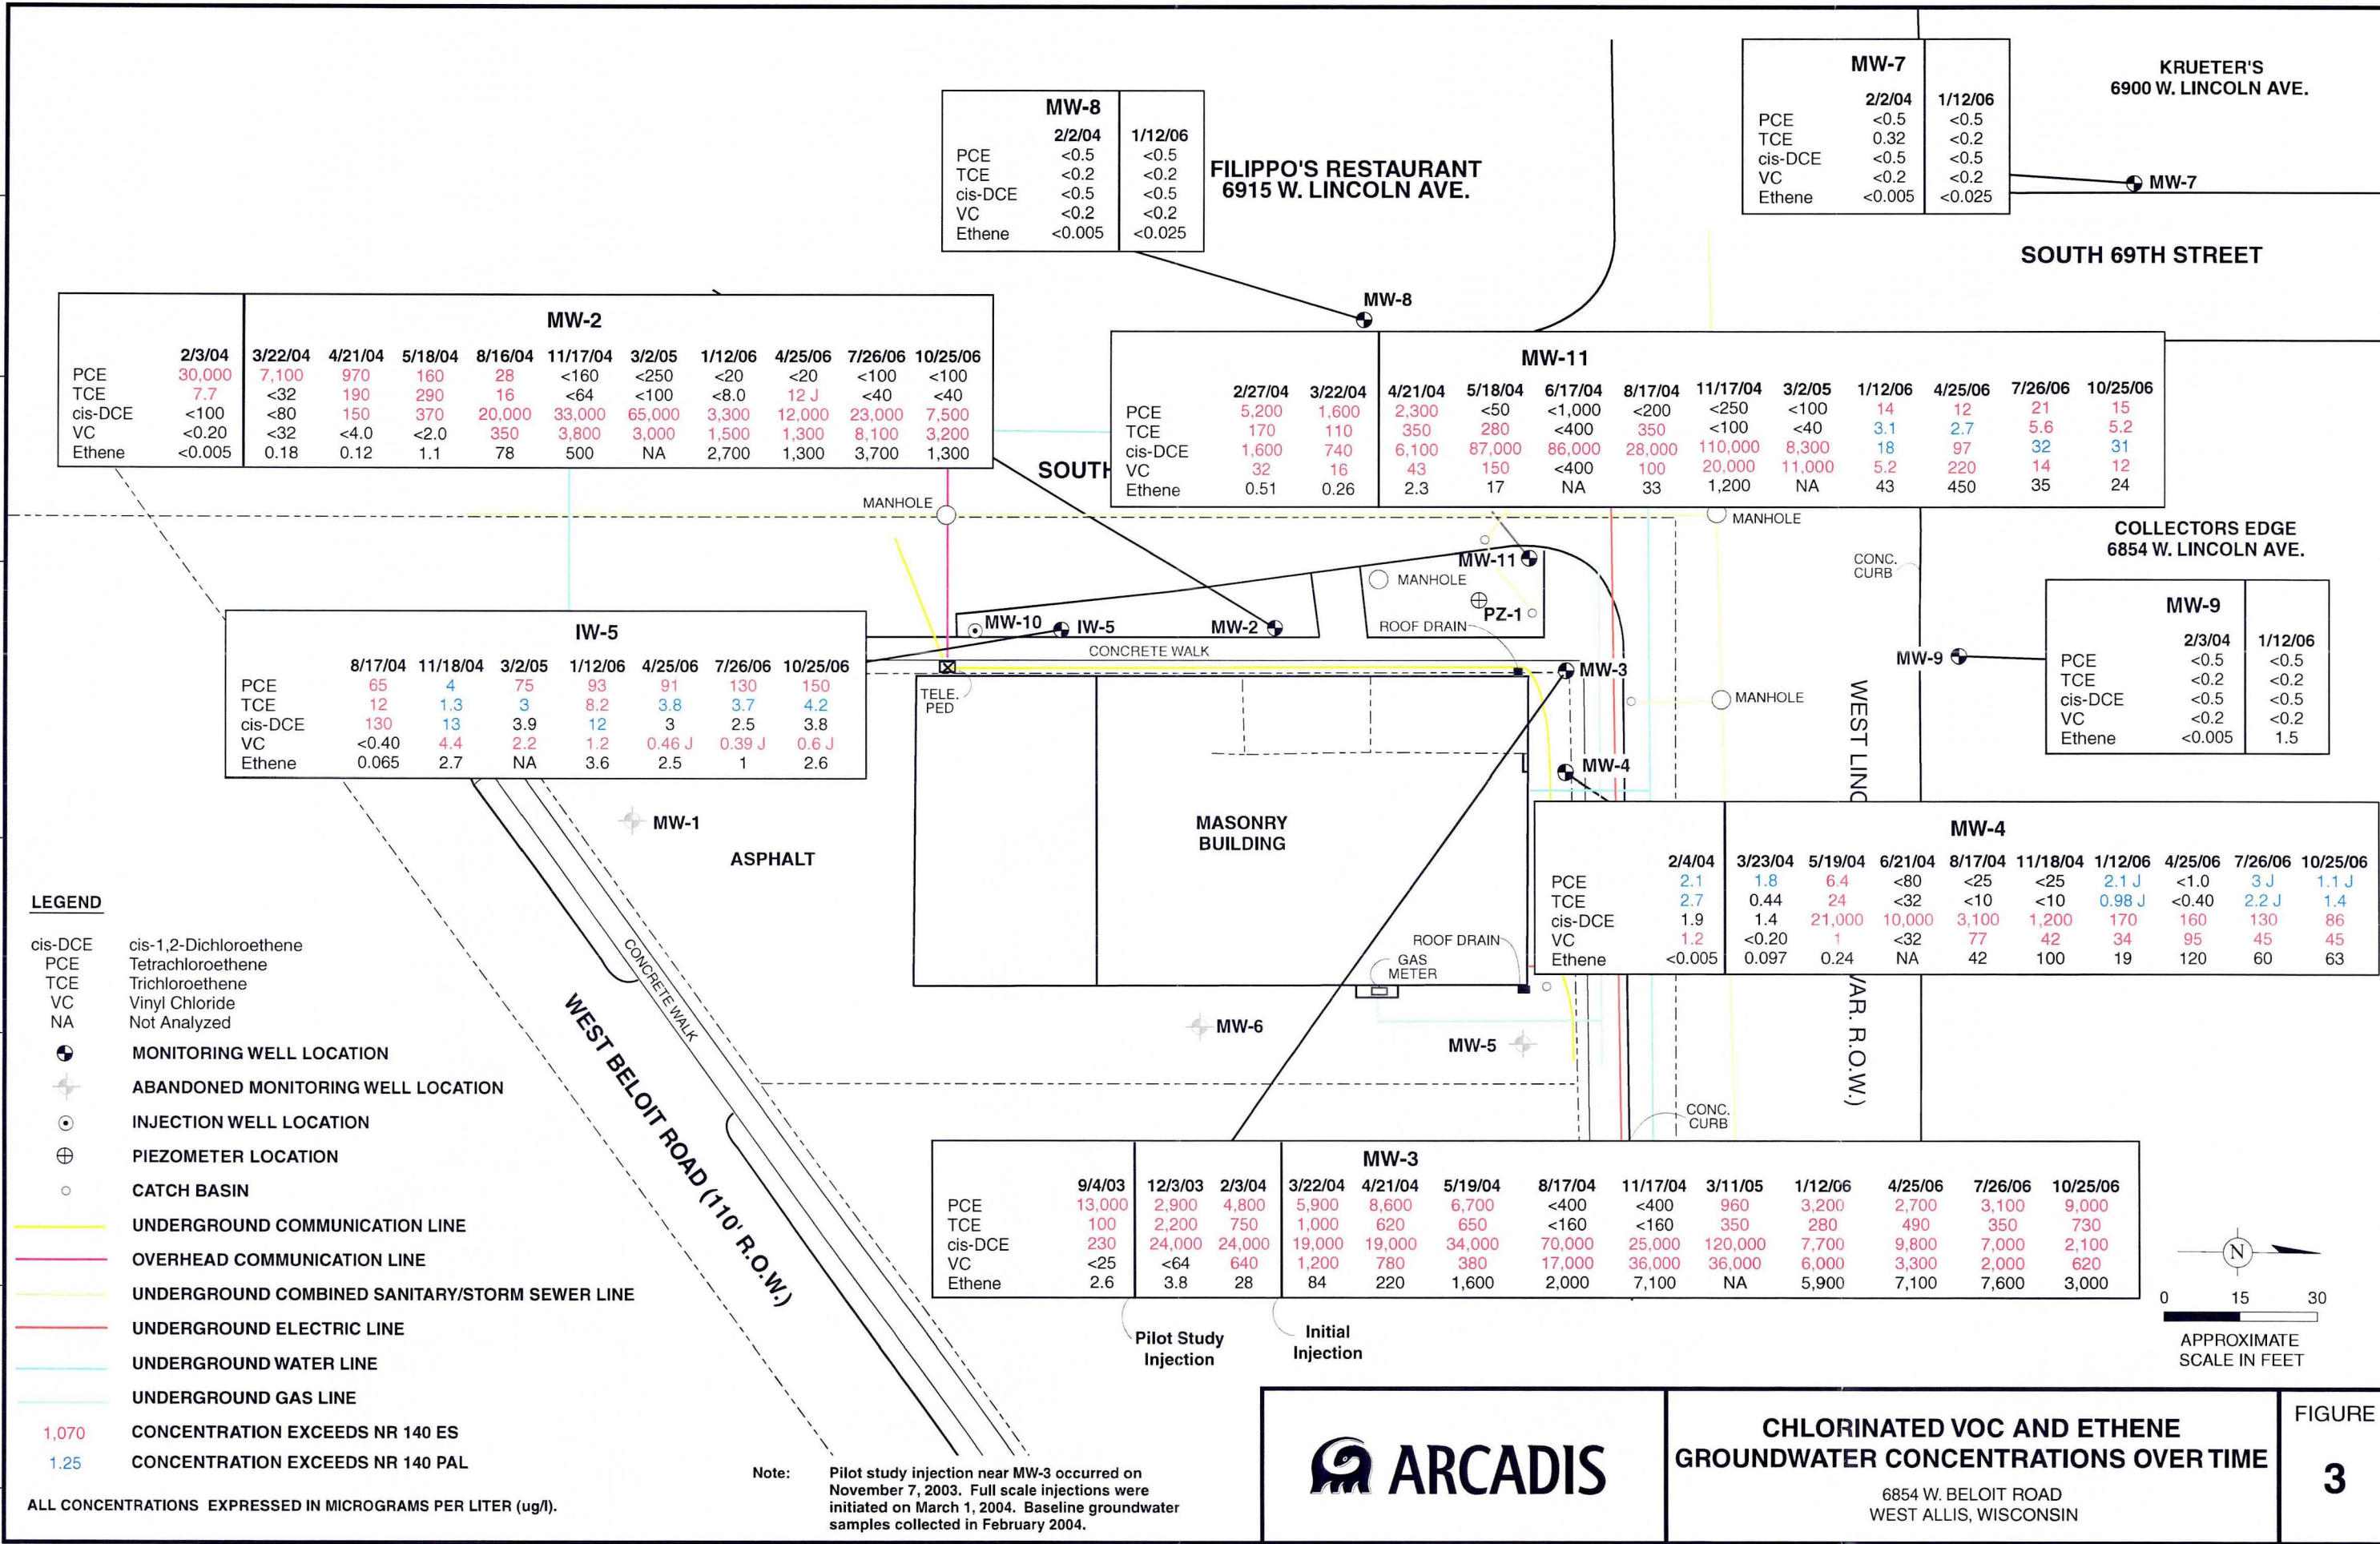 MW-7
2/2/04 1/12/06
PCE <0.5 <0.5
TCE 0.32 <0.2
cis-DCE <0.5 <0.5
VC <0.2 <0.2
Ethene <0.005 <0.025
KRUETER'S
6900 W. LINCOLN AVE.
MW-7
MW-8
2/2/04 1/12/06
PCE <0.5 <0.5
TCE <0.2 <0.2
cis-DCE <0.5 <0.5
VC <0.2 <0.2
Ethene <0.005 <0.025
FILIPPO'S RESTAURANT
6915 W. LINCOLN AVE.
SOUTH 69TH STREET
MW-8
MW-2
2/3/04 3/22/04 4/21/04 5/18/04 8/16/04 11/17/04 3/2/05 1/12/06 4/25/06 7/26/06 10/25/06
PCE 30,000 7,100 970 160 28 <160 <250 <20 <20 <100 <100
TCE 7.7 <32 190 290 16 <64 <100 <8.0 12 J <40 <40
cis-DCE <100 <80 150 370 20,000 33,000 65,000 3,300 12,000 23,000 7,500
VC <0.20 <32 <4.0 <2.0 350 3,800 3,000 1,500 1,300 8,100 3,200
Ethene <0.005 0.18 0.12 1.1 78 500 NA 2,700 1,300 3,700 1,300
MW-11
2/27/04 3/22/04 4/21/04 5/18/04 6/17/04 8/17/04 11/17/04 3/2/05 1/12/06 4/25/06 7/26/06 10/25/06
PCE 5,200 1,600 2,300 <50 <1,000 <200 <250 <100 14 12 21 15
TCE 170 110 350 280 <400 350 <100 <40 3.1 2.7 5.6 5.2
cis-DCE 1,600 740 6,100 87,000 86,000 28,000 110,000 8,300 18 97 32 31
VC 32 16 43 150 <400 100 20,000 11,000 5.2 220 14 12
Ethene 0.51 0.26 2.3 17 NA 33 1,200 NA 43 450 35 24
SOUTH
MANHOLE
MANHOLE
COLLECTORS EDGE
6854 W. LINCOLN AVE.
CONC.
CURB
MW-11
MANHOLE
PZ-1
ROOF DRAIN
MW-10
IW-5
MW-2
CONCRETE WALK
TELE.
PED
MW-3
MANHOLE
MW-9
MW-9
2/3/04 1/12/06
PCE <0.5 <0.5
TCE <0.2 <0.2
cis-DCE <0.5 <0.5
VC <0.2 <0.2
Ethene <0.005 1.5
IW-5
8/17/04 11/18/04 3/2/05 1/12/06 4/25/06 7/26/06 10/25/06
PCE 65 4 75 93 91 130 150
TCE 12 1.3 3 8.2 3.8 3.7 4.2
cis-DCE 130 13 3.9 12 3 2.5 3.8
VC <0.40 4.4 2.2 1.2 0.46 J 0.39 J 0.6 J
Ethene 0.065 2.7 NA 3.6 2.5 1 2.6
WEST LINC
VAR. R.O.W.)
MW-4
MW-1
ASPHALT
MASONRY
BUILDING
MW-4
2/4/04 3/23/04 5/19/04 6/21/04 8/17/04 11/18/04 1/12/06 4/25/06 7/26/06 10/25/06
PCE 2.1 1.8 6.4 <80 <25 <25 2.1 J <1.0 3 J 1.1 J
TCE 2.7 0.44 24 <32 <10 <10 0.98 J <0.40 2.2 J 1.4
cis-DCE 1.9 1.4 21,000 10,000 3,100 1,200 170 160 130 86
VC 1.2 <0.20 1 <32 77 42 34 95 45 45
Ethene <0.005 0.097 0.24 NA 42 100 19 120 60 63
ROOF DRAIN
GAS
METER
MW-6
MW-5
CONCRETE WALK
WEST BELOIT ROAD (110' R.O.W.)
CONC.
CURB
LEGEND
cis-DCE cis-1,2-Dichloroethene
PCE Tetrachloroethene
TCE Trichloroethene
VC Vinyl Chloride
NA Not Analyzed
MONITORING WELL LOCATION
ABANDONED MONITORING WELL LOCATION
INJECTION WELL LOCATION
PIEZOMETER LOCATION
CATCH BASIN
UNDERGROUND COMMUNICATION LINE
OVERHEAD COMMUNICATION LINE
UNDERGROUND COMBINED SANITARY/STORM SEWER LINE
UNDERGROUND ELECTRIC LINE
UNDERGROUND WATER LINE
UNDERGROUND GAS LINE
1,070 CONCENTRATION EXCEEDS NR 140 ES
1.25 CONCENTRATION EXCEEDS NR 140 PAL
ALL CONCENTRATIONS EXPRESSED IN MICROGRAMS PER LITER (ug/l).
MW-3
9/4/03 12/3/03 2/3/04 3/22/04 4/21/04 5/19/04 8/17/04 11/17/04 3/11/05 1/12/06 4/25/06 7/26/06 10/25/06
PCE 13,000 2,900 4,800 5,900 8,600 6,700 <400 <400 960 3,200 2,700 3,100 9,000
TCE 100 2,200 750 1,000 620 650 <160 <160 350 280 490 350 730
cis-DCE 230 24,000 24,000 19,000 19,000 34,000 70,000 25,000 120,000 7,700 9,800 7,000 2,100
VC <25 <64 640 1,200 780 380 17,000 36,000 36,000 6,000 3,300 2,000 620
Ethene 2.6 3.8 28 84 220 1,600 2,000 7,100 NA 5,900 7,100 7,600 3,000
Pilot Study
Injection
Initial
Injection
N
0 15 30
APPROXIMATE
SCALE IN FEET
Note: Pilot study injection near MW-3 occurred on
November 7, 2003. Full scale injections were
initiated on March 1, 2004. Baseline groundwater
samples collected in February 2004.
ARCADIS
CHLORINATED VOC AND ETHENE
GROUNDWATER CONCENTRATIONS OVER TIME
6854 W. BELOIT ROAD
WEST ALLIS, WISCONSIN
FIGURE
3